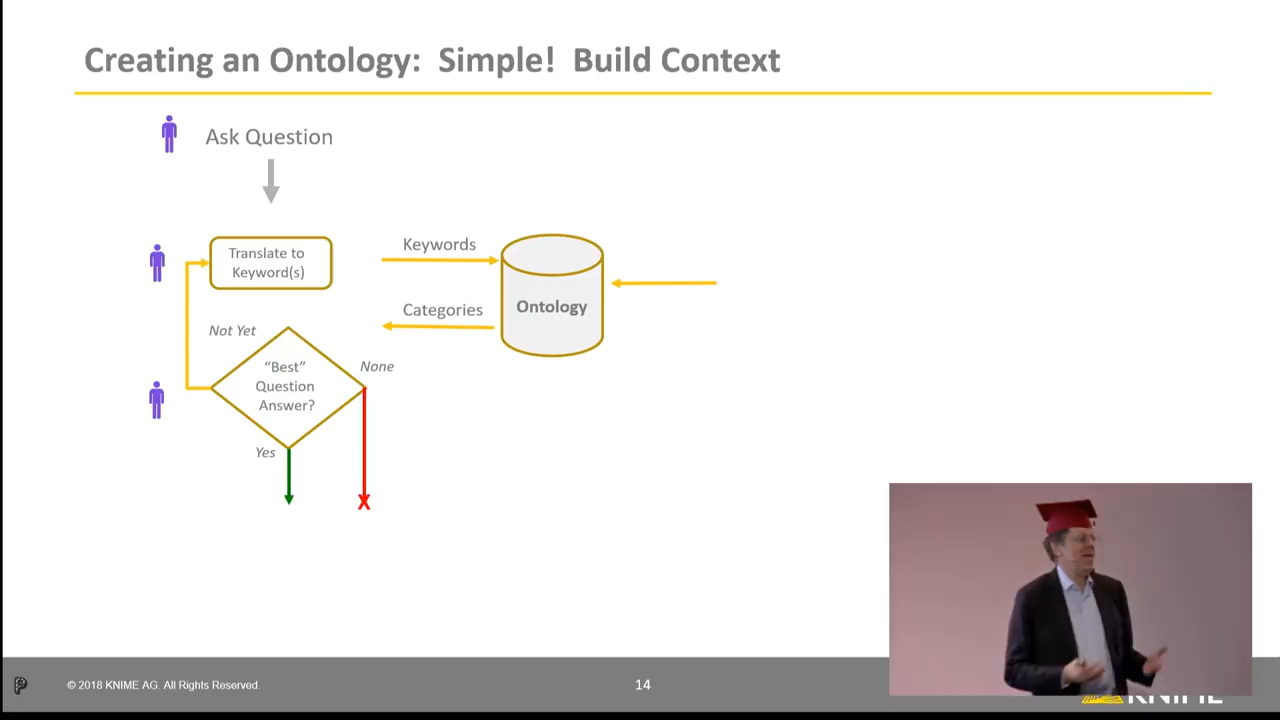 Creating an Ontology: Simple! Build Context
Ask Question
Translate to
Keyword(s)
Keywords
Ontology
Categories
Not Yet
"Best"
Question
Answer?
None
Yes
X
© 2018 KNIME AG. All Rights Reserved.
14
KNIME